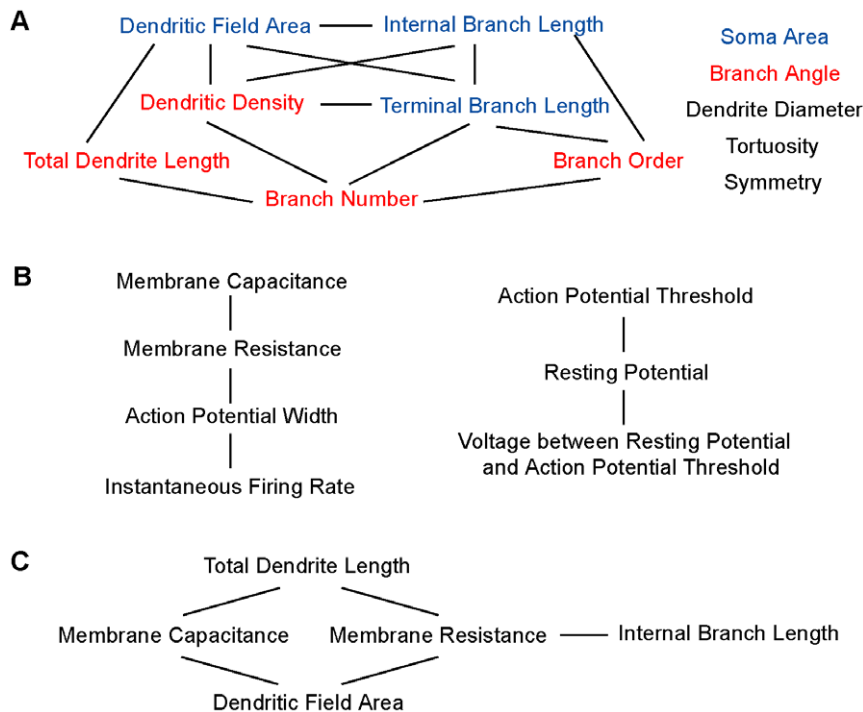 A
Dendritic Field Area
Internal Branch Length
Soma Area
Branch Angle
Dendritic Density
Terminal Branch Length
Dendrite Diameter
Total Dendrite Length
Branch Order
Tortuosity
Branch Number
Symmetry
B
Membrane Capacitance
Membrane Resistance
Action Potential Width
Instantaneous Firing Rate
Action Potential Threshold
Resting Potential
Voltage between Resting Potential
and Action Potential Threshold
C
Total Dendrite Length
Membrane Capacitance
Membrane Resistance
Internal Branch Length
Dendritic Field Area